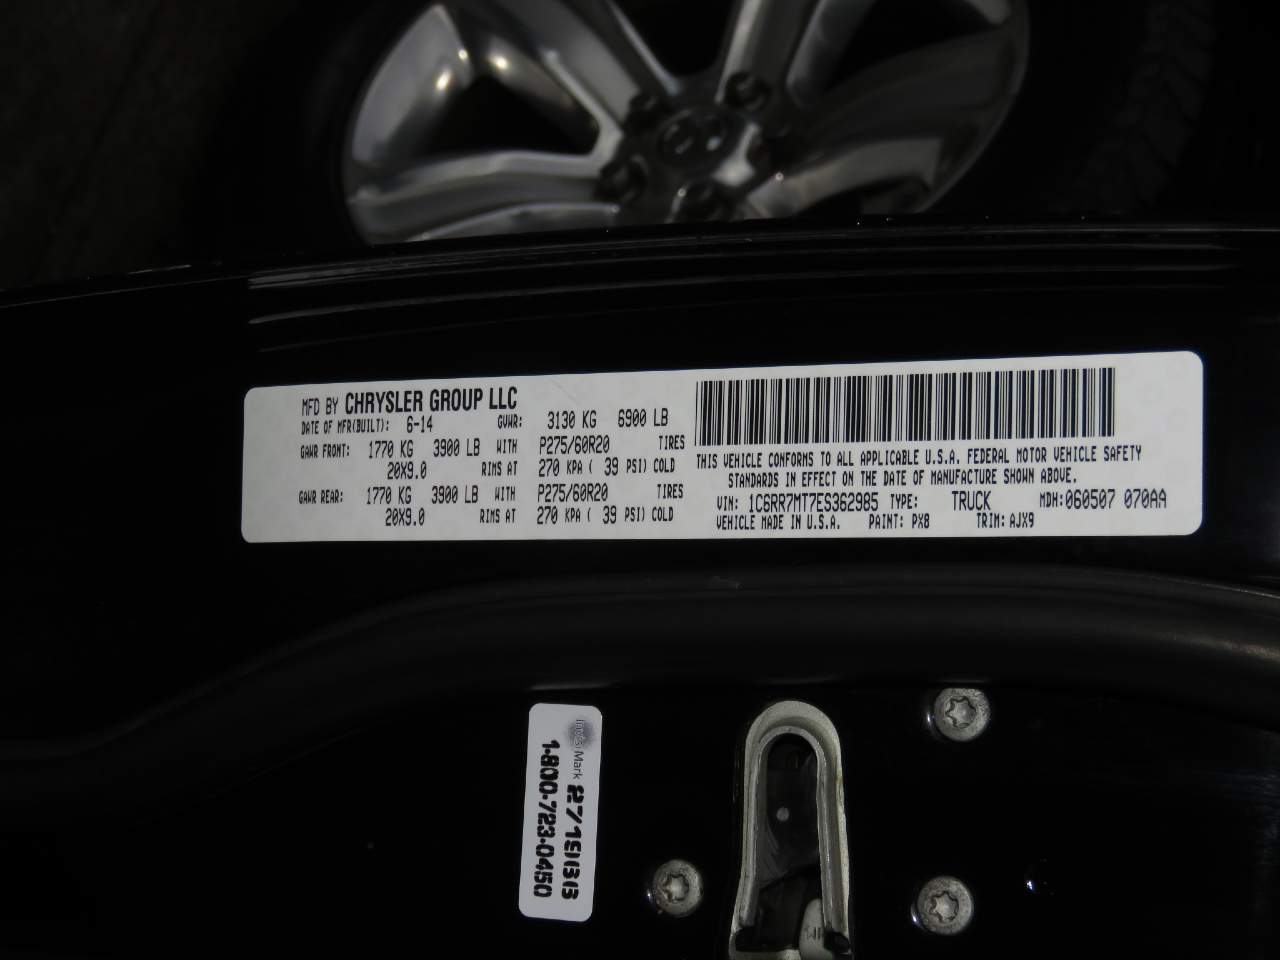 MFD BY CHRYSLER GROUP LLC
DATE OF MFR(BUILT): 6-14 GVWR: 3130 KG 6900 LB
GAWR FRONT: 1770 KG 3900 LB WITH P275/60R20 TIRES
20X9.0 RIMS AT 270 KPA ( 39 PSI) COLD
GAWR REAR: 1770 KG 3900 LB WITH P275/60R20 TIRES
20X9.0 RIMS AT 270 KPA ( 39 PSI) COLD
THIS VEHICLE CONFORMS TO ALL APPLICABLE U.S.A. FEDERAL MOTOR VEHICLE SAFETY
STANDARDS IN EFFECT ON THE DATE OF MANUFACTURE SHOWN ABOVE.
VIN: 1C6RR7MT7ES362985 TYPE: TRUCK MDH:060507 070AA
VEHICLE MADE IN U.S.A. PAINT: PX8 TRIM: AJX9
Mark
1-800-723-0450